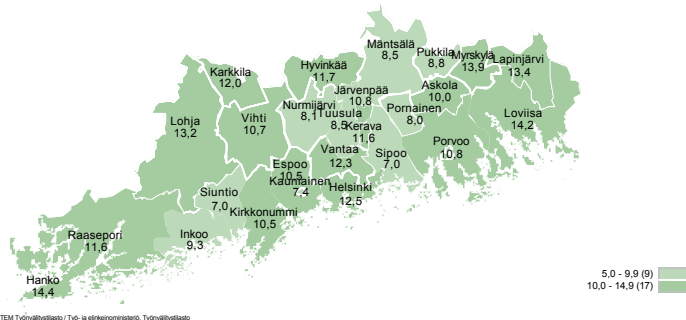 Mäntsälä
8,5
Pukkila
8,8
Myrskylä
13,9
Lapinjärvi
13,4
Karkkila
12,0
Hyvinkää
11,7
Järvenpää
10,8
Askola
10,0
Nurmijärvi
8,1
Tuusula
8,5
Pornainen
8,0
Loviisa
14,2
Lohja
13,2
Vihti
10,7
Kerava
11,6
Vantaa
12,3
Sipoo
7,0
Porvoo
10,8
Espoo
10,5
Kauniainen
7,4
Helsinki
12,5
Siuntio
7,0
Kirkkonummi
10,5
Raasepori
11,6
Inkoo
9,3
Hanko
14,4
5,0 - 9,9 (9)
10,0 - 14,9 (17)
TEM Työnvälitystilasto / Työ- ja elinkeinoministeriö, Työnvälitystilasto